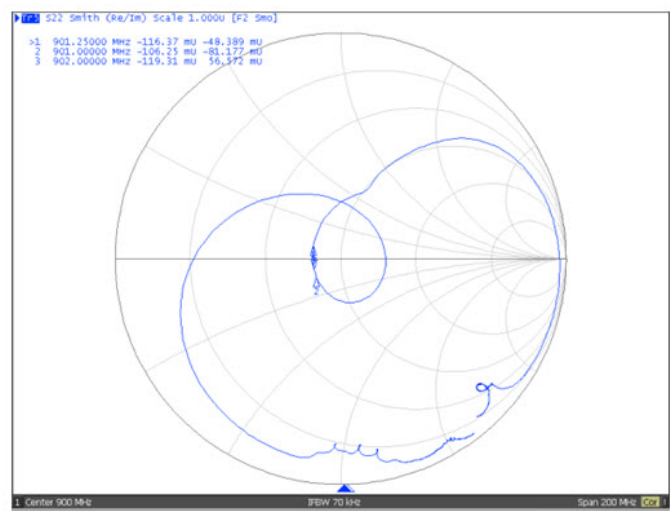 Tr5 S22 Smith (Re/Im) Scale 1.000U [F2 Smo]
>1 901.25000 MHz -116.37 mU -48.389 mU
2 901.00000 MHz -106.25 mU -81.177 mU
3 902.00000 MHz -119.31 mU 56.572 mU
1 Center 900 MHz IFBW 70 kHz Span 200 MHz Cor